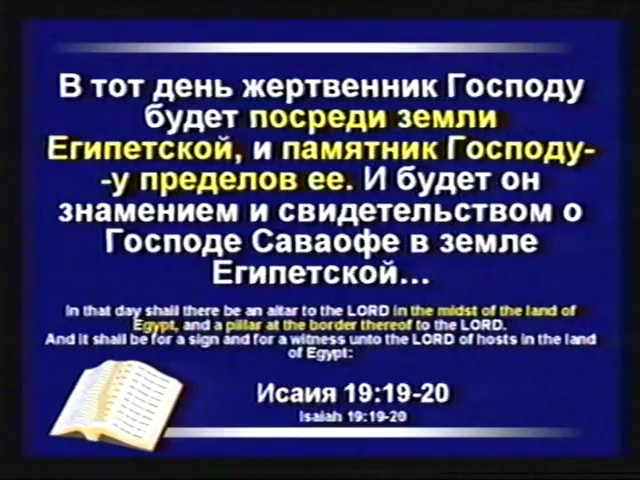 В тот день жертвенник Господу
будет посреди земли
Египетской, и памятник Господу-
-у пределов ее. И будет он
знамением и свидетельством о
Господе Саваофе в земле
Египетской...
In that day shall there be an altar to the LORD in the midst of the land of
Egypt, and a pillar at the border thereof to the LORD.
And it shall be for a sign and for a witness unto the LORD of hosts in the land
of Egypt:
Исаия 19:19-20
Isaiah 19:19-20